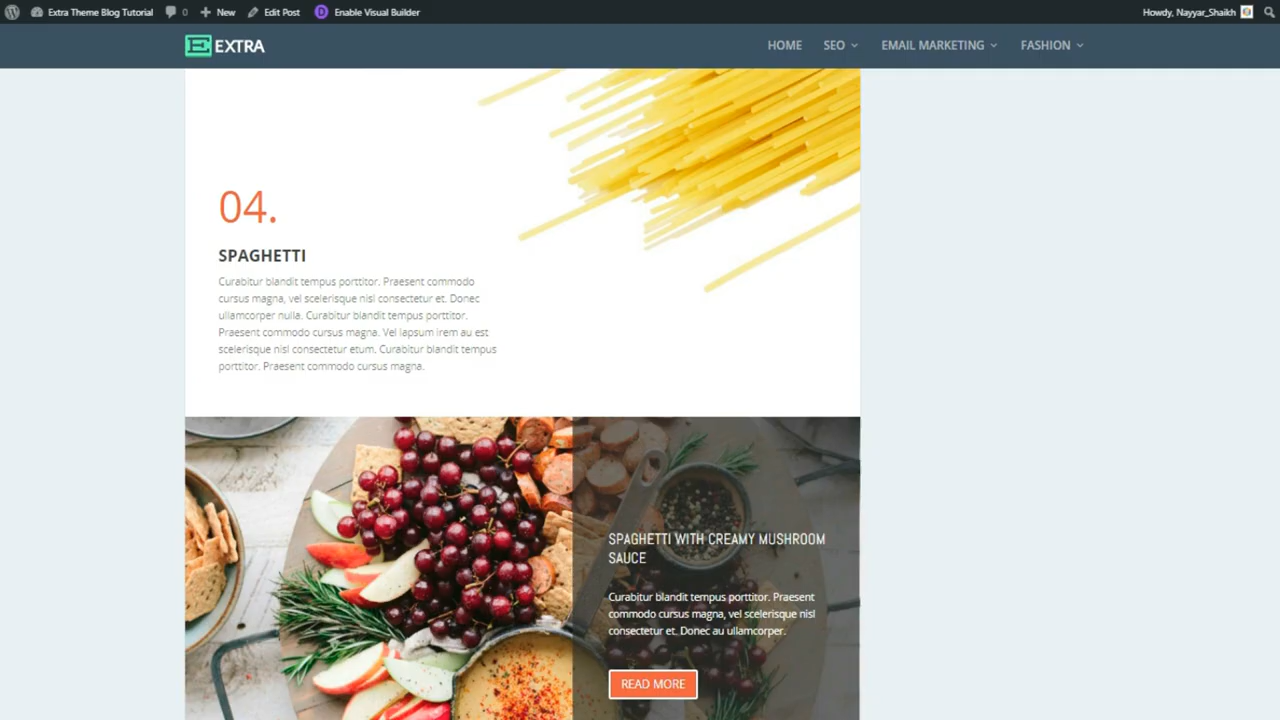 Extra Theme Blog Tutorial 0 New Edit Post D Enable Visual Builder Howdy, Nayyar_Shaikh
E EXTRA HOME SEO EMAIL MARKETING FASHION
04.
SPAGHETTI
Curabitur blandit tempus porttitor. Praesent commodo
cursus magna, vel scelerisque nisl consectetur et. Donec
ullamcorper nulla. Curabitur blandit tempus porttitor.
Praesent commodo cursus magna. Vel lapsum irem au est
scelerisque nisl consectetur etum. Curabitur blandit tempus
porttitor. Praesent commodo cursus magna.
SPAGHETTI WITH CREAMY MUSHROOM
SAUCE
Curabitur blandit tempus porttitor. Praesent
commodo cursus magna, vel scelerisque nisl
consectetur et. Donec au ullamcorper.
READ MORE